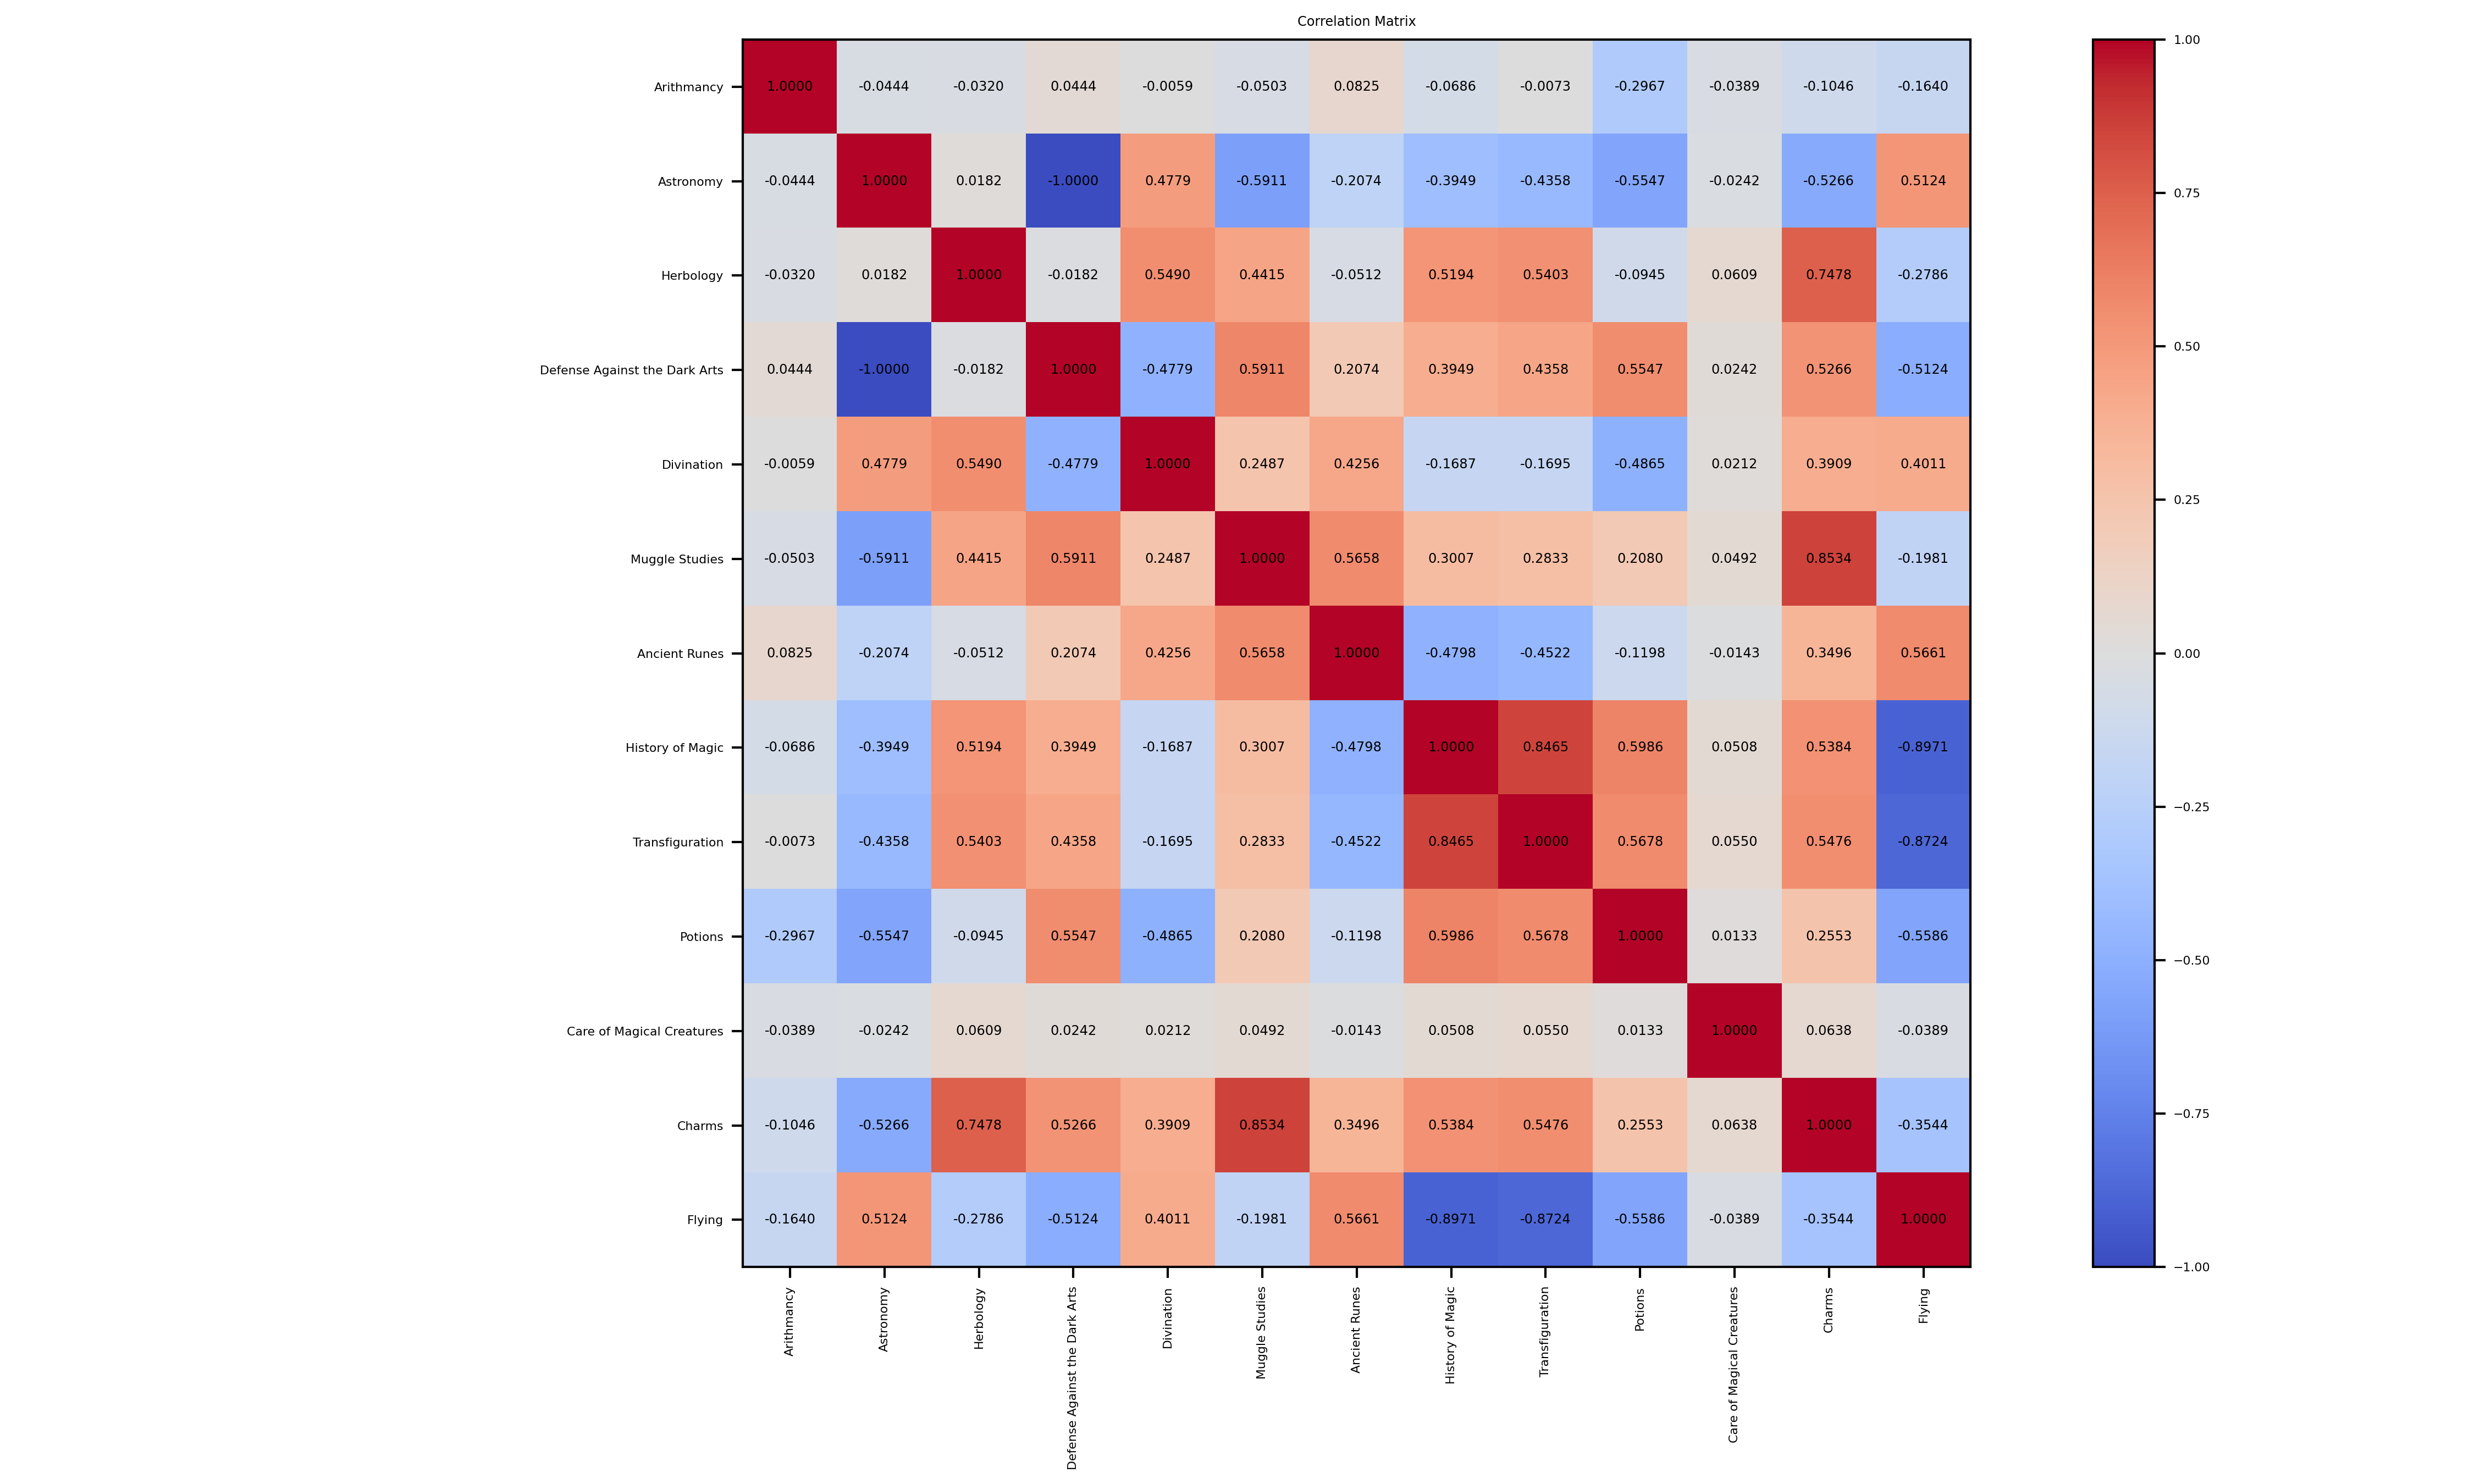 Correlation Matrix
Arithmancy 1.0000 -0.0444 -0.0320 0.0444 -0.0059 -0.0503 0.0825 -0.0686 -0.0073 -0.2967 -0.0389 -0.1046 -0.1640
Astronomy -0.0444 1.0000 0.0182 -1.0000 0.4779 -0.5911 -0.2074 -0.3949 -0.4358 -0.5547 -0.0242 -0.5266 0.5124
Herbology -0.0320 0.0182 1.0000 -0.0182 0.5490 0.4415 -0.0512 0.5194 0.5403 -0.0945 0.0609 0.7478 -0.2786
Defense Against the Dark Arts 0.0444 -1.0000 -0.0182 1.0000 -0.4779 0.5911 0.2074 0.3949 0.4358 0.5547 0.0242 0.5266 -0.5124
Divination -0.0059 0.4779 0.5490 -0.4779 1.0000 0.2487 0.4256 -0.1687 -0.1695 -0.4865 0.0212 0.3909 0.4011
Muggle Studies -0.0503 -0.5911 0.4415 0.5911 0.2487 1.0000 0.5658 0.3007 0.2833 0.2080 0.0492 0.8534 -0.1981
Ancient Runes 0.0825 -0.2074 -0.0512 0.2074 0.4256 0.5658 1.0000 -0.4798 -0.4522 -0.1198 -0.0143 0.3496 0.5661
History of Magic -0.0686 -0.3949 0.5194 0.3949 -0.1687 0.3007 -0.4798 1.0000 0.8465 0.5986 0.0508 0.5384 -0.8971
Transfiguration -0.0073 -0.4358 0.5403 0.4358 -0.1695 0.2833 -0.4522 0.8465 1.0000 0.5678 0.0550 0.5476 -0.8724
Potions -0.2967 -0.5547 -0.0945 0.5547 -0.4865 0.2080 -0.1198 0.5986 0.5678 1.0000 0.0133 0.2553 -0.5586
Care of Magical Creatures -0.0389 -0.0242 0.0609 0.0242 0.0212 0.0492 -0.0143 0.0508 0.0550 0.0133 1.0000 0.0638 -0.0389
Charms -0.1046 -0.5266 0.7478 0.5266 0.3909 0.8534 0.3496 0.5384 0.5476 0.2553 0.0638 1.0000 -0.3544
Flying -0.1640 0.5124 -0.2786 -0.5124 0.4011 -0.1981 0.5661 -0.8971 -0.8724 -0.5586 -0.0389 -0.3544 1.0000
Arithmancy
Astronomy
Herbology
Defense Against the Dark Arts
Divination
Muggle Studies
Ancient Runes
History of Magic
Transfiguration
Potions
Care of Magical Creatures
Charms
Flying
1.00
0.75
0.50
0.25
0.00
−0.25
−0.50
−0.75
−1.00